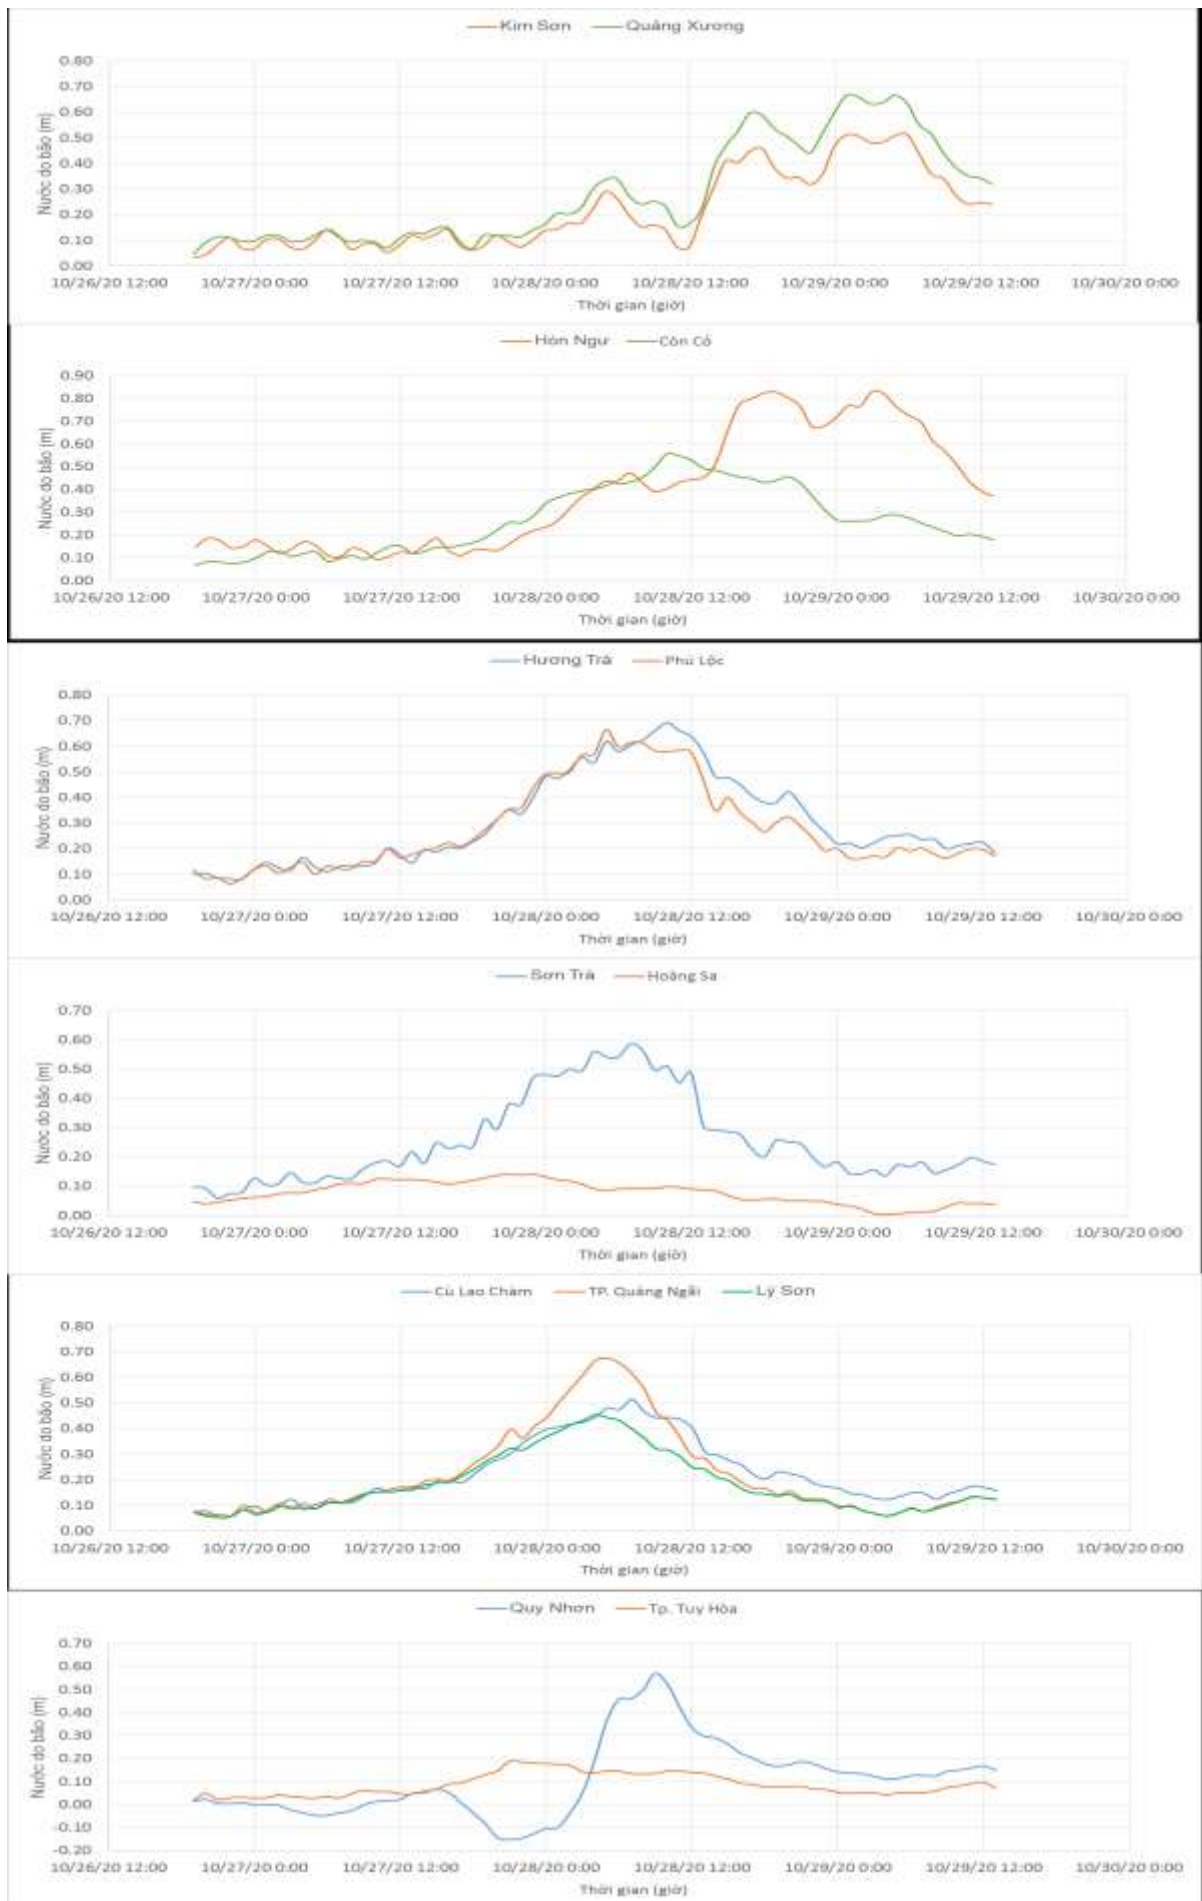 Kim Sơn Quảng Xương
0.80
0.70
0.60
0.50
0.40
0.30
0.20
0.10
0.00
Nước do bão (m)
10/26/20 12:00 10/27/20 0:00 10/27/20 12:00 10/28/20 0:00 10/28/20 12:00 10/29/20 0:00 10/29/20 12:00 10/30/20 0:00
Thời gian (giờ)
Hòn Ngư Cồn Cỏ
0.90
0.80
0.70
0.60
0.50
0.40
0.30
0.20
0.10
0.00
Nước do bão (m)
10/26/20 12:00 10/27/20 0:00 10/27/20 12:00 10/28/20 0:00 10/28/20 12:00 10/29/20 0:00 10/29/20 12:00 10/30/20 0:00
Thời gian (giờ)
Hương Trà Phú Lộc
0.80
0.70
0.60
0.50
0.40
0.30
0.20
0.10
0.00
Nước do bão (m)
10/26/20 12:00 10/27/20 0:00 10/27/20 12:00 10/28/20 0:00 10/28/20 12:00 10/29/20 0:00 10/29/20 12:00 10/30/20 0:00
Thời gian (giờ)
Sơn Trà Hoàng Sa
0.70
0.60
0.50
0.40
0.30
0.20
0.10
0.00
Nước do bão (m)
10/26/20 12:00 10/27/20 0:00 10/27/20 12:00 10/28/20 0:00 10/28/20 12:00 10/29/20 0:00 10/29/20 12:00 10/30/20 0:00
Thời gian (giờ)
Cù Lao Chàm TP. Quảng Ngãi Lý Sơn
0.80
0.70
0.60
0.50
0.40
0.30
0.20
0.10
0.00
Nước do bão (m)
10/26/20 12:00 10/27/20 0:00 10/27/20 12:00 10/28/20 0:00 10/28/20 12:00 10/29/20 0:00 10/29/20 12:00 10/30/20 0:00
Thời gian (giờ)
Quy Nhơn Tp. Tuy Hòa
0.70
0.60
0.50
0.40
0.30
0.20
0.10
0.00
-0.10
-0.20
Nước do bão (m)
10/26/20 12:00 10/27/20 0:00 10/27/20 12:00 10/28/20 0:00 10/28/20 12:00 10/29/20 0:00 10/29/20 12:00 10/30/20 0:00
Thời gian (giờ)